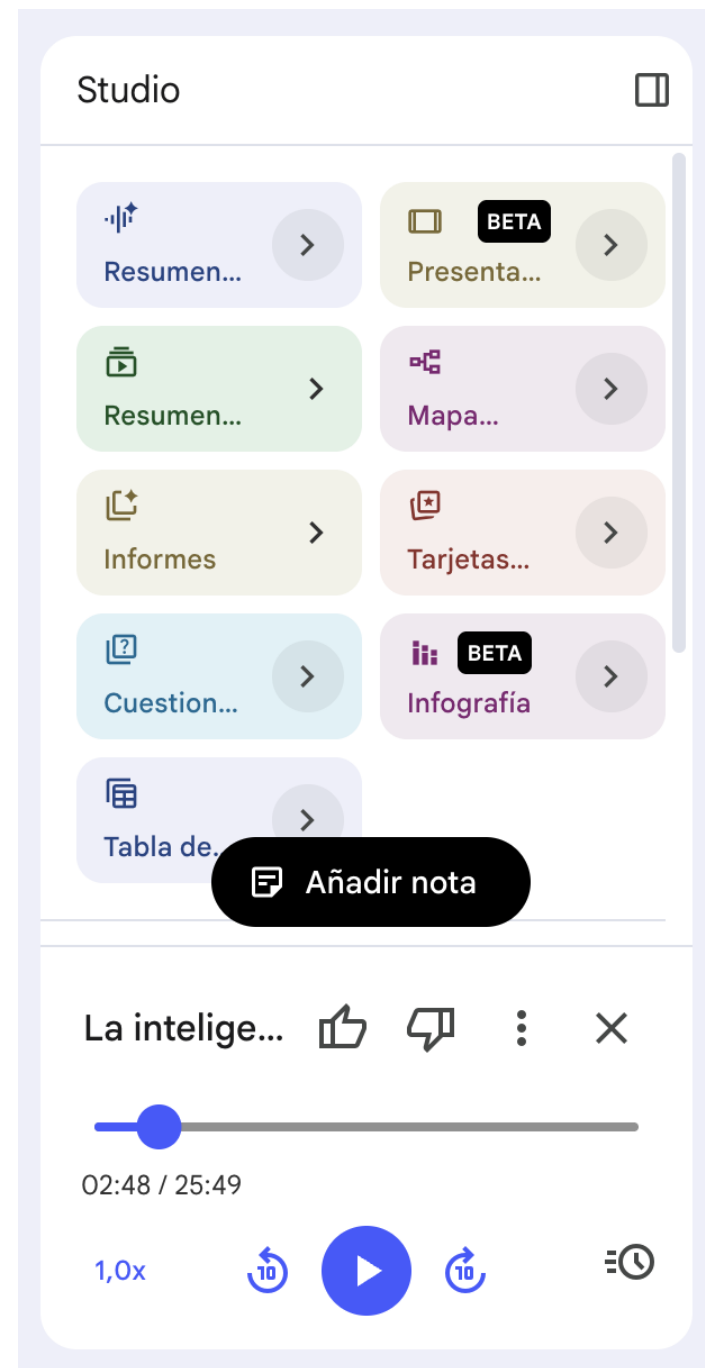 Studio
Resumen...
BETA
Presenta...
Resumen...
Mapa...
Informes
Tarjetas...
?
Cuestion...
BETA
Infografía
Tabla de...
Añadir nota
La intelige...
02:48 / 25:49
1,0x
10
10